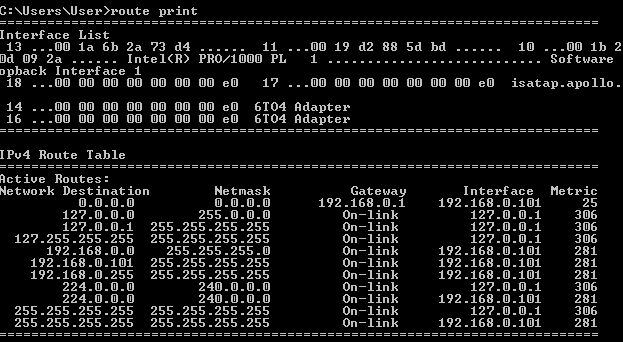 C:\Users\User>route print
===========================================================================
Interface List
 13 ...00 1a 6b 2a 73 d4 ......  11 ...00 19 d2 88 5d bd ......  10 ...00 1b 2
0d 09 2a ...... Intel(R) PRO/1000 PL   1 ........................... Software
opback Interface 1
 18 ...00 00 00 00 00 00 00 e0   17 ...00 00 00 00 00 00 00 e0  isatap.apollo.
 14 ...00 00 00 00 00 00 00 e0  6TO4 Adapter
 16 ...00 00 00 00 00 00 00 e0  6TO4 Adapter
===========================================================================
IPv4 Route Table
===========================================================================
Active Routes:
Network Destination        Netmask          Gateway       Interface  Metric
          0.0.0.0          0.0.0.0      192.168.0.1    192.168.0.101     25
        127.0.0.0        255.0.0.0         On-link         127.0.0.1    306
        127.0.0.1  255.255.255.255         On-link         127.0.0.1    306
  127.255.255.255  255.255.255.255         On-link         127.0.0.1    306
      192.168.0.0    255.255.255.0         On-link     192.168.0.101    281
    192.168.0.101  255.255.255.255         On-link     192.168.0.101    281
    192.168.0.255  255.255.255.255         On-link     192.168.0.101    281
        224.0.0.0        240.0.0.0         On-link         127.0.0.1    306
        224.0.0.0        240.0.0.0         On-link     192.168.0.101    281
  255.255.255.255  255.255.255.255         On-link         127.0.0.1    306
  255.255.255.255  255.255.255.255         On-link     192.168.0.101    281
===========================================================================